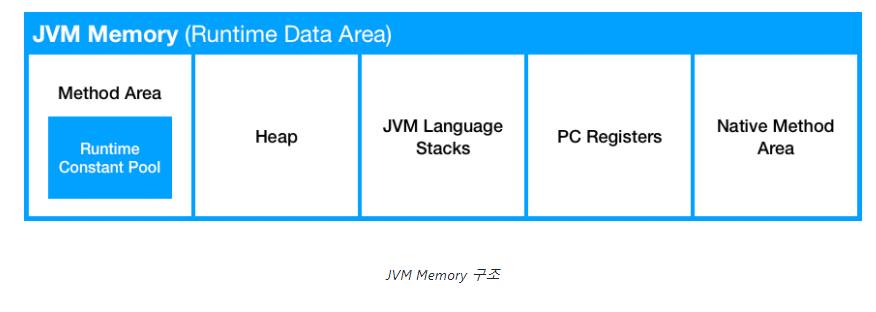 JVM Memory (Runtime Data Area)
Method Area
Runtime
Constant Pool
Heap
JVM Language
Stacks
PC Registers
Native Method
Area
JVM Memory 구조